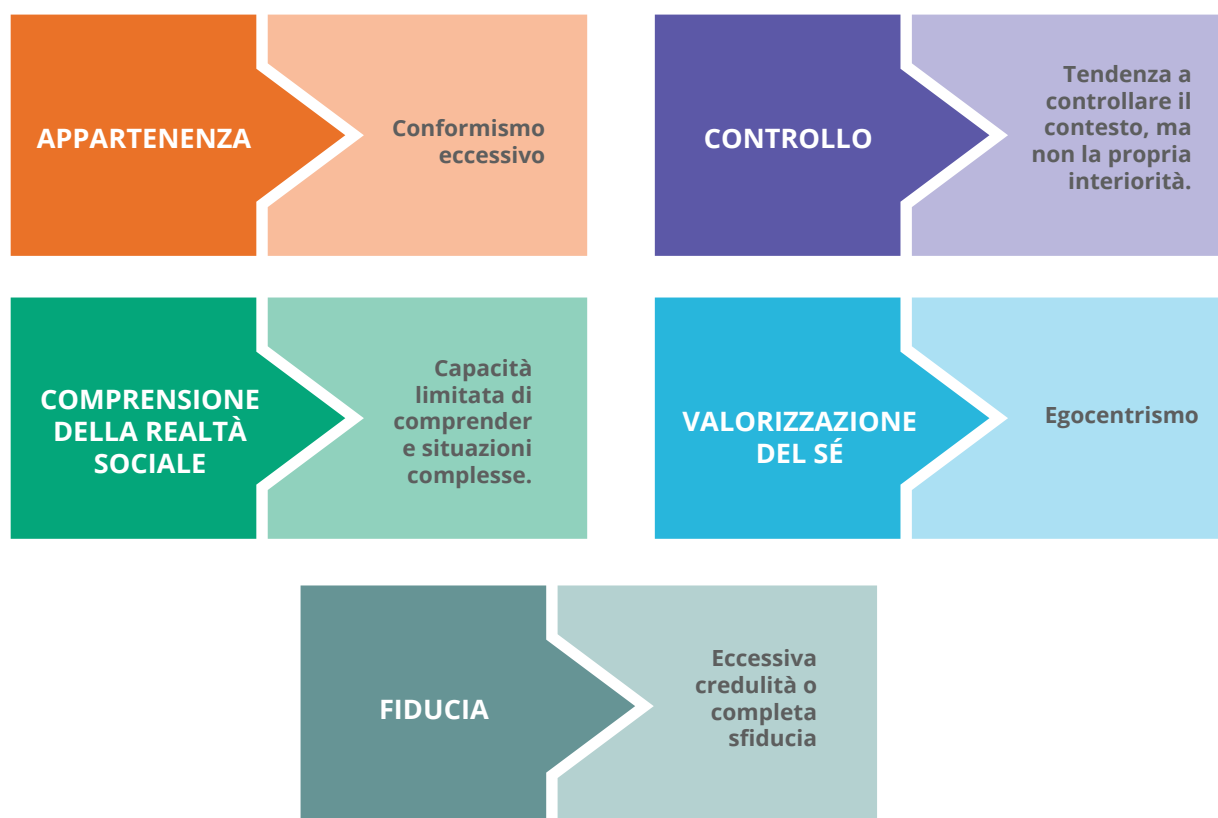 APPARTENENZA
Conformismo
eccessivo
CONTROLLO
Tendenza a
controllare il
contesto, ma
non la propria
interiorità.
COMPRENSIONE
DELLA REALTÀ
SOCIALE
Capacità
limitata di
comprender
e situazioni
complesse.
VALORIZZAZIONE
DEL SÉ
Egocentrismo
FIDUCIA
Eccessiva
credulità o
completa
sfiducia